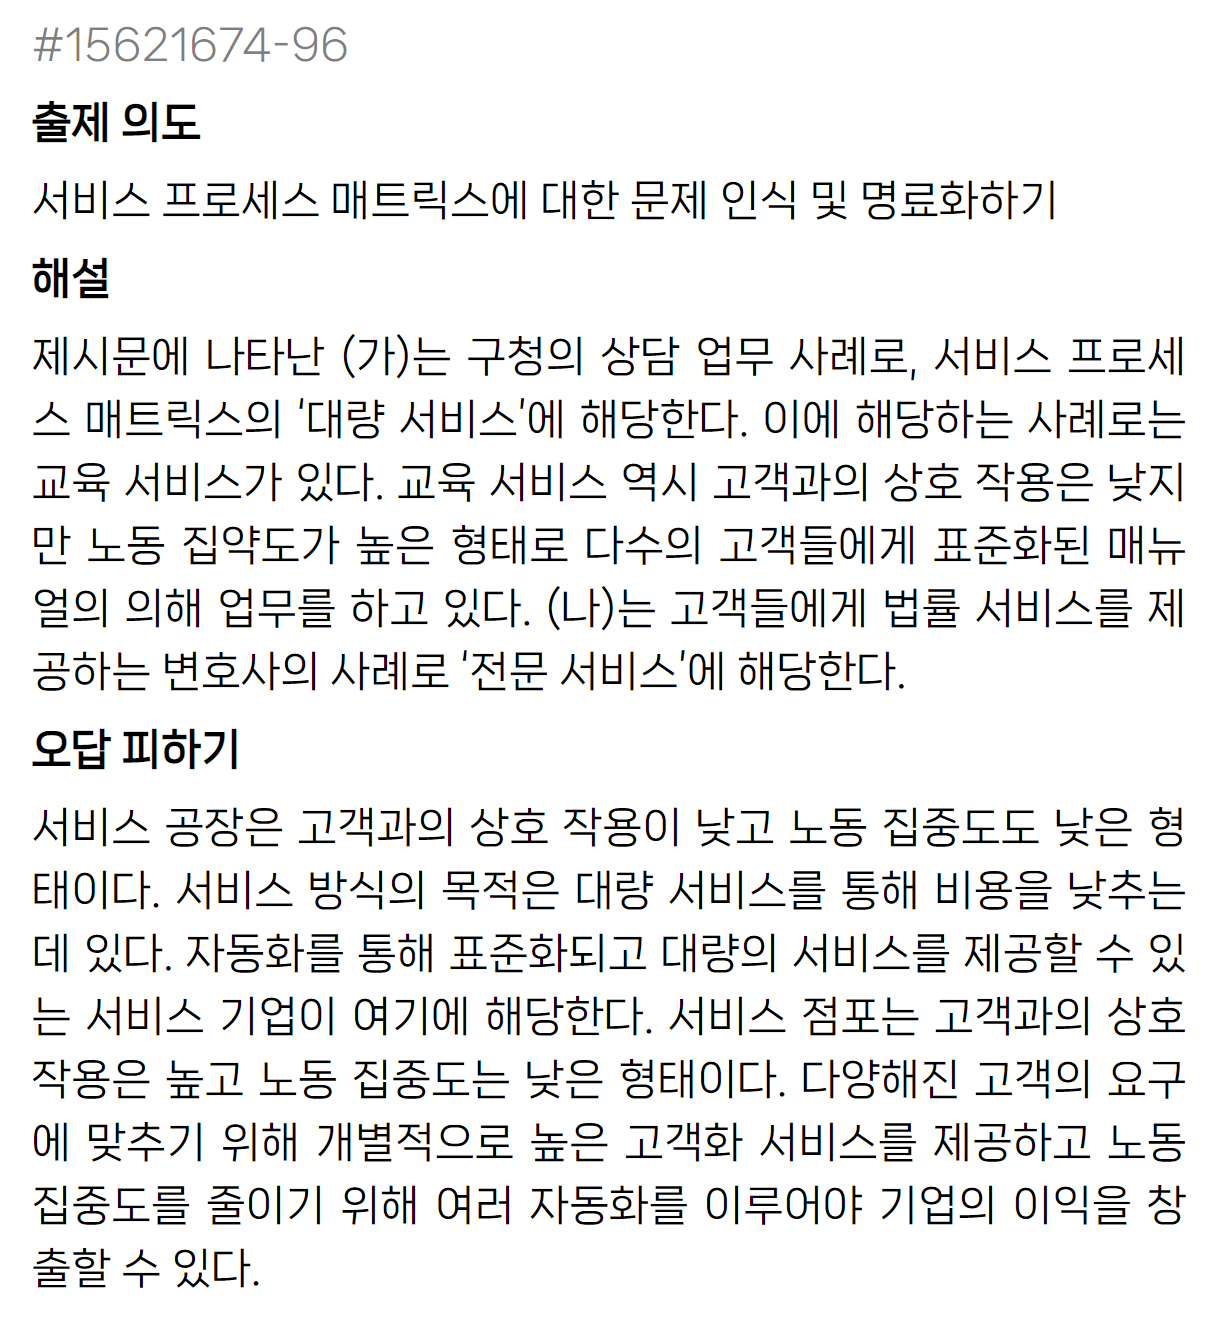 #15621674-96
출제 의도
서비스 프로세스 매트릭스에 대한 문제 인식 및 명료화하기
해설
제시문에 나타난 (가)는 구청의 상담 업무 사례로, 서비스 프로세
스 매트릭스의 ‘대량 서비스’에 해당한다. 이에 해당하는 사례로는
교육 서비스가 있다. 교육 서비스 역시 고객과의 상호 작용은 낮지
만 노동 집약도가 높은 형태로 다수의 고객들에게 표준화된 매뉴
얼의 의해 업무를 하고 있다. (나)는 고객들에게 법률 서비스를 제
공하는 변호사의 사례로 ‘전문 서비스’에 해당한다.
오답 피하기
서비스 공장은 고객과의 상호 작용이 낮고 노동 집중도도 낮은 형
태이다. 서비스 방식의 목적은 대량 서비스를 통해 비용을 낮추는
데 있다. 자동화를 통해 표준화되고 대량의 서비스를 제공할 수 있
는 서비스 기업이 여기에 해당한다. 서비스 점포는 고객과의 상호
작용은 높고 노동 집중도는 낮은 형태이다. 다양해진 고객의 요구
에 맞추기 위해 개별적으로 높은 고객화 서비스를 제공하고 노동
집중도를 줄이기 위해 여러 자동화를 이루어야 기업의 이익을 창
출할 수 있다.